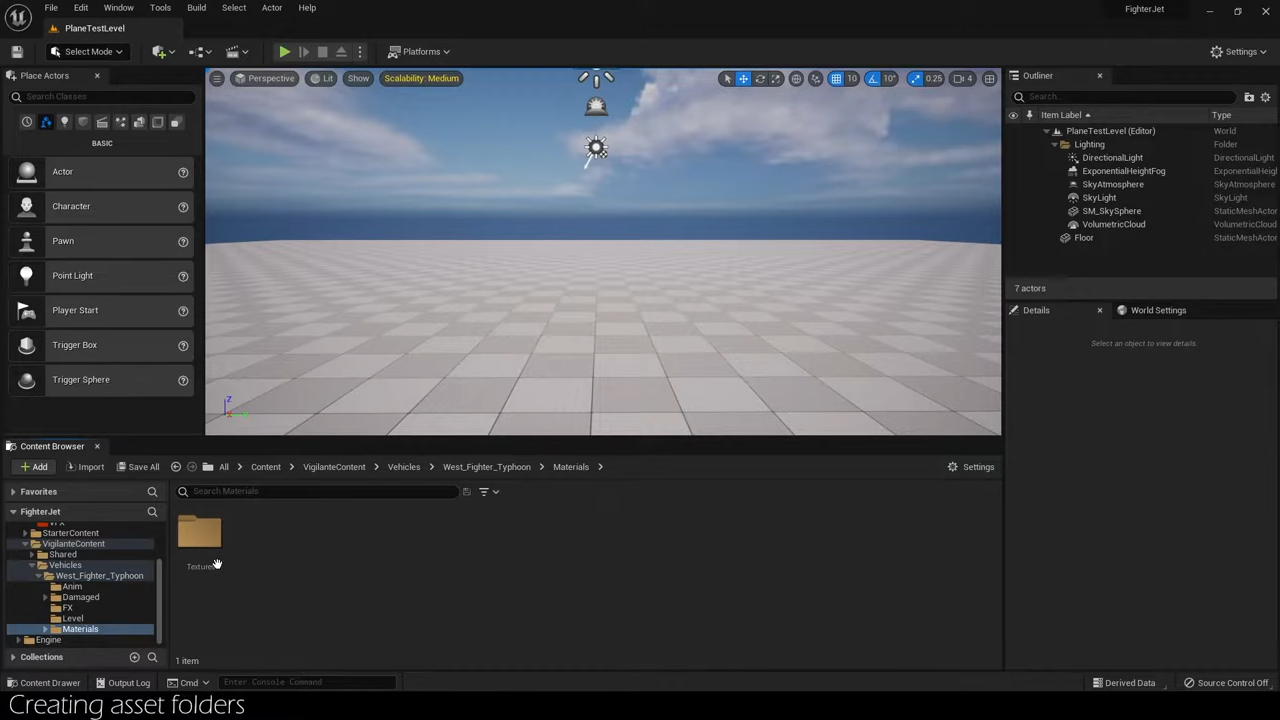 File Edit Window Tools Build Select Actor Help
FighterJet
PlaneTestLevel
Select Mode
Platforms
Settings
Place Actors
Search Classes
BASIC
Actor
Character
Pawn
Point Light
Player Start
Trigger Box
Trigger Sphere
Perspective Lit Show Scalability: Medium
10 10° 0.25 4
Outliner
Search...
Item Label Type
PlaneTestLevel (Editor) World
Lighting Folder
DirectionalLight DirectionalLight
ExponentialHeightFog ExponentialHeig
SkyAtmosphere SkyAtmosphere
SkyLight SkyLight
SM_SkySphere StaticMeshActor
VolumetricCloud VolumetricCloud
Floor StaticMeshActor
7 actors
Details World Settings
Select an object to view details.
Content Browser
Add Import Save All All Content VigilanteContent Vehicles West_Fighter_Typhoon Materials Settings
Favorites
Search Materials
FighterJet
StarterContent
VigilanteContent
Shared
Vehicles
West_Fighter_Typhoon
Anim
Damaged
FX
Level
Materials
Engine
Collections
1 item
Content Drawer Output Log Cmd Enter Console Command Derived Data Source Control Off
Creating asset folders